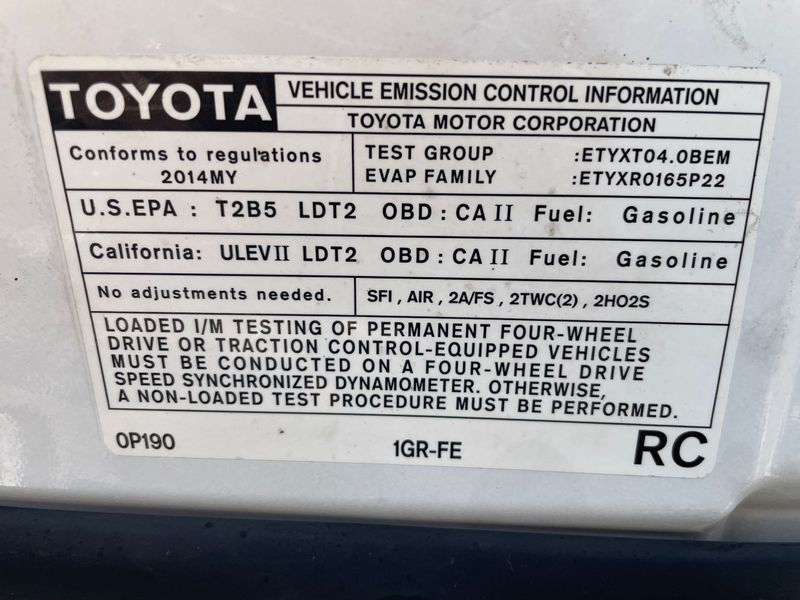 TOYOTA VEHICLE EMISSION CONTROL INFORMATION
TOYOTA MOTOR CORPORATION
Conforms to regulations
2014MY
TEST GROUP :ETYXT04.0BEM
EVAP FAMILY :ETYXR0165P22
U.S.EPA : T2B5 LDT2 OBD : CA II Fuel: Gasoline
California: ULEV II LDT2 OBD : CA II Fuel: Gasoline
No adjustments needed. SFI , AIR , 2A/FS , 2TWC(2) , 2HO2S
LOADED I/M TESTING OF PERMANENT FOUR-WHEEL
DRIVE OR TRACTION CONTROL-EQUIPPED VEHICLES
MUST BE CONDUCTED ON A FOUR-WHEEL DRIVE
SPEED SYNCHRONIZED DYNAMOMETER. OTHERWISE,
A NON-LOADED TEST PROCEDURE MUST BE PERFORMED.
0P190 1GR-FE RC